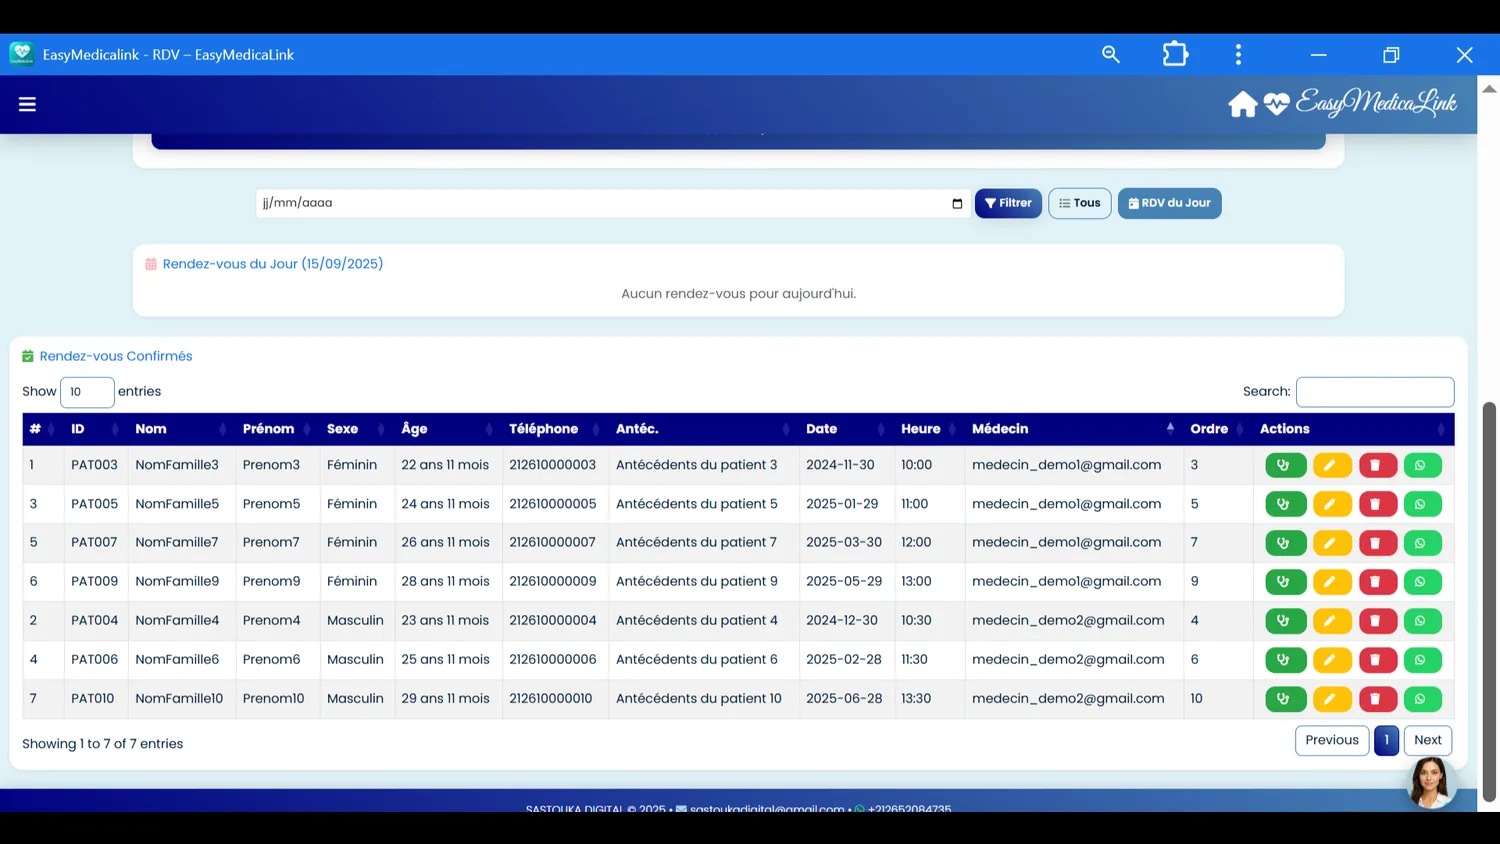 EasyMedicalink - RDV – EasyMedicaLink
EasyMedicaLink
jj/mm/aaaa Filtrer Tous RDV du Jour
Rendez-vous du Jour (15/09/2025)
Aucun rendez-vous pour aujourd'hui.
Rendez-vous Confirmés
Show 10 entries Search:
# ID Nom Prénom Sexe Âge Téléphone Antéc. Date Heure Médecin Ordre Actions
1 PAT003 NomFamille3 Prenom3 Féminin 22 ans 11 mois 212610000003 Antécédents du patient 3 2024-11-30 10:00 medecin_demo1@gmail.com 3
3 PAT005 NomFamille5 Prenom5 Féminin 24 ans 11 mois 212610000005 Antécédents du patient 5 2025-01-29 11:00 medecin_demo1@gmail.com 5
5 PAT007 NomFamille7 Prenom7 Féminin 26 ans 11 mois 212610000007 Antécédents du patient 7 2025-03-30 12:00 medecin_demo1@gmail.com 7
6 PAT009 NomFamille9 Prenom9 Féminin 28 ans 11 mois 212610000009 Antécédents du patient 9 2025-05-29 13:00 medecin_demo1@gmail.com 9
2 PAT004 NomFamille4 Prenom4 Masculin 23 ans 11 mois 212610000004 Antécédents du patient 4 2024-12-30 10:30 medecin_demo2@gmail.com 4
4 PAT006 NomFamille6 Prenom6 Masculin 25 ans 11 mois 212610000006 Antécédents du patient 6 2025-02-28 11:30 medecin_demo2@gmail.com 6
7 PAT010 NomFamille10 Prenom10 Masculin 29 ans 11 mois 212610000010 Antécédents du patient 10 2025-06-28 13:30 medecin_demo2@gmail.com 10
Showing 1 to 7 of 7 entries Previous 1 Next
SASTOUKA DIGITAL © 2025 • sastoukadigital@gmail.com • +212652084735